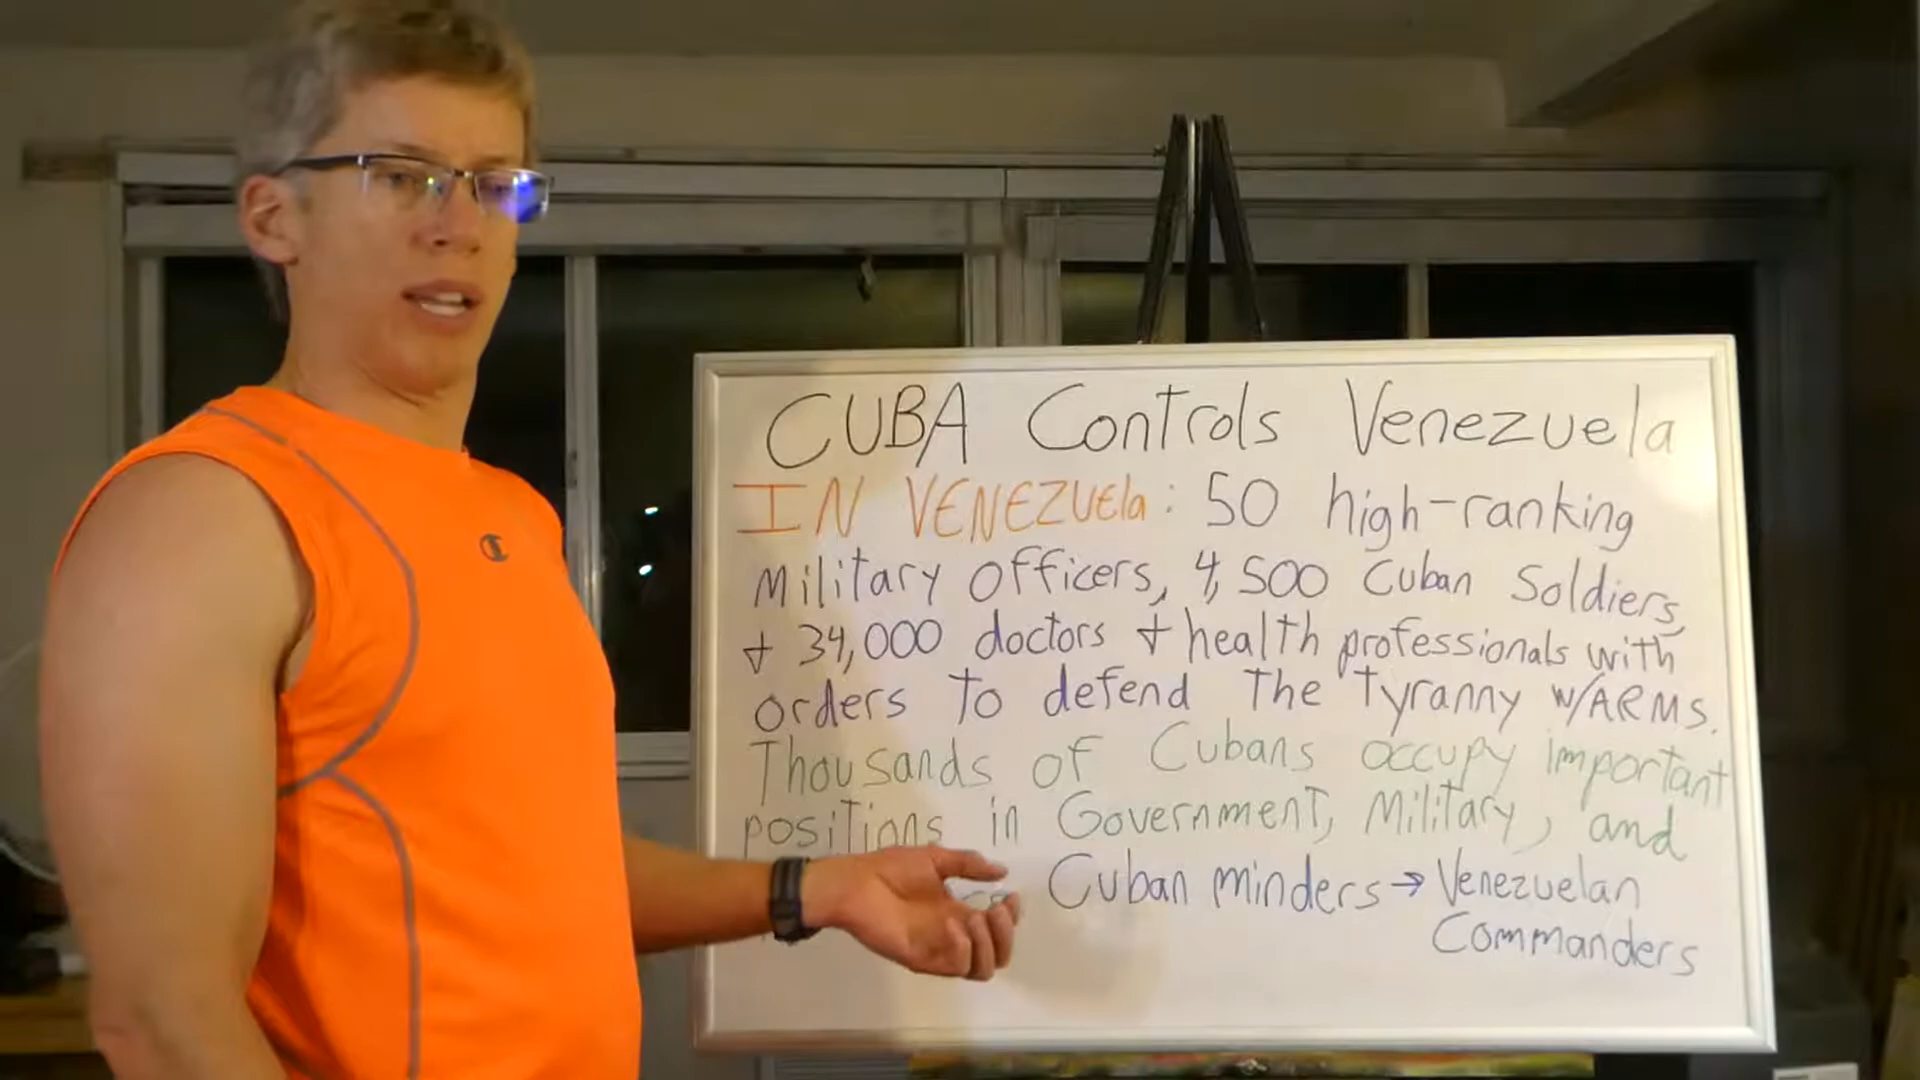 CUBA Controls Venezuela
IN VENEZUEla: 50 high-ranking
Military Officers, 4,500 Cuban Soldiers,
+ 34,000 doctors + health professionals with
orders to defend the tyranny w/ARMS.
Thousands of Cubans occupy important
positions in Government, Military, and
Cuban minders → Venezuelan
Commanders